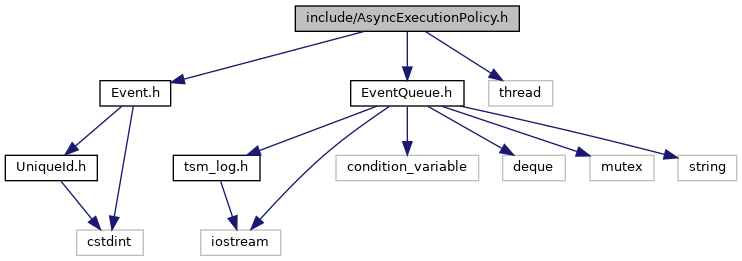 include/AsyncExecutionPolicy.h
Event.h
EventQueue.h
thread
UniqueId.h
tsm_log.h
condition_variable
deque
mutex
string
cstdint
iostream